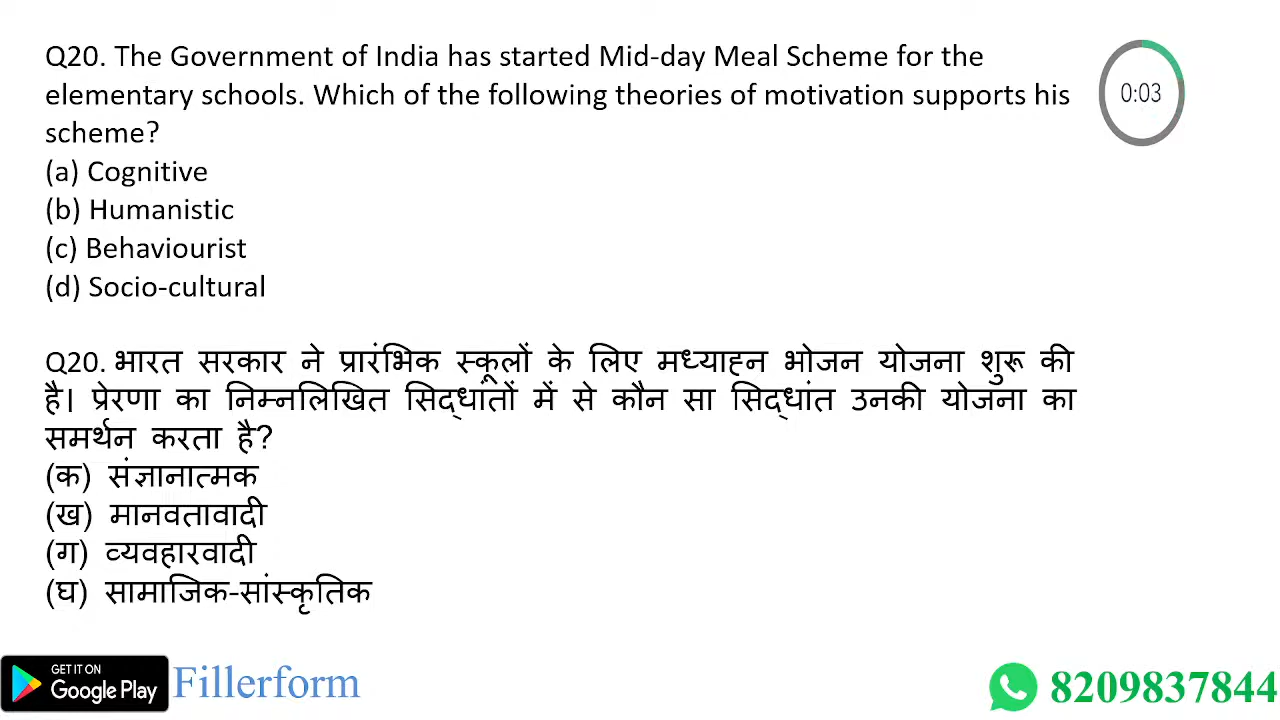 Q20. The Government of India has started Mid-day Meal Scheme for the
elementary schools. Which of the following theories of motivation supports his
scheme?
(a) Cognitive
(b) Humanistic
(c) Behaviourist
(d) Socio-cultural
0:03
Q20. भारत सरकार ने प्रारंभिक स्कूलों के लिए मध्याह्न भोजन योजना शुरू की
है। प्रेरणा का निम्नलिखित सिद्धांतों में से कौन सा सिद्धांत उनकी योजना का
समर्थन करता है?
(क) संज्ञानात्मक
(ख) मानवतावादी
(ग) व्यवहारवादी
(घ) सामाजिक-सांस्कृतिक
GET IT ON
Google Play
Fillerform
8209837844